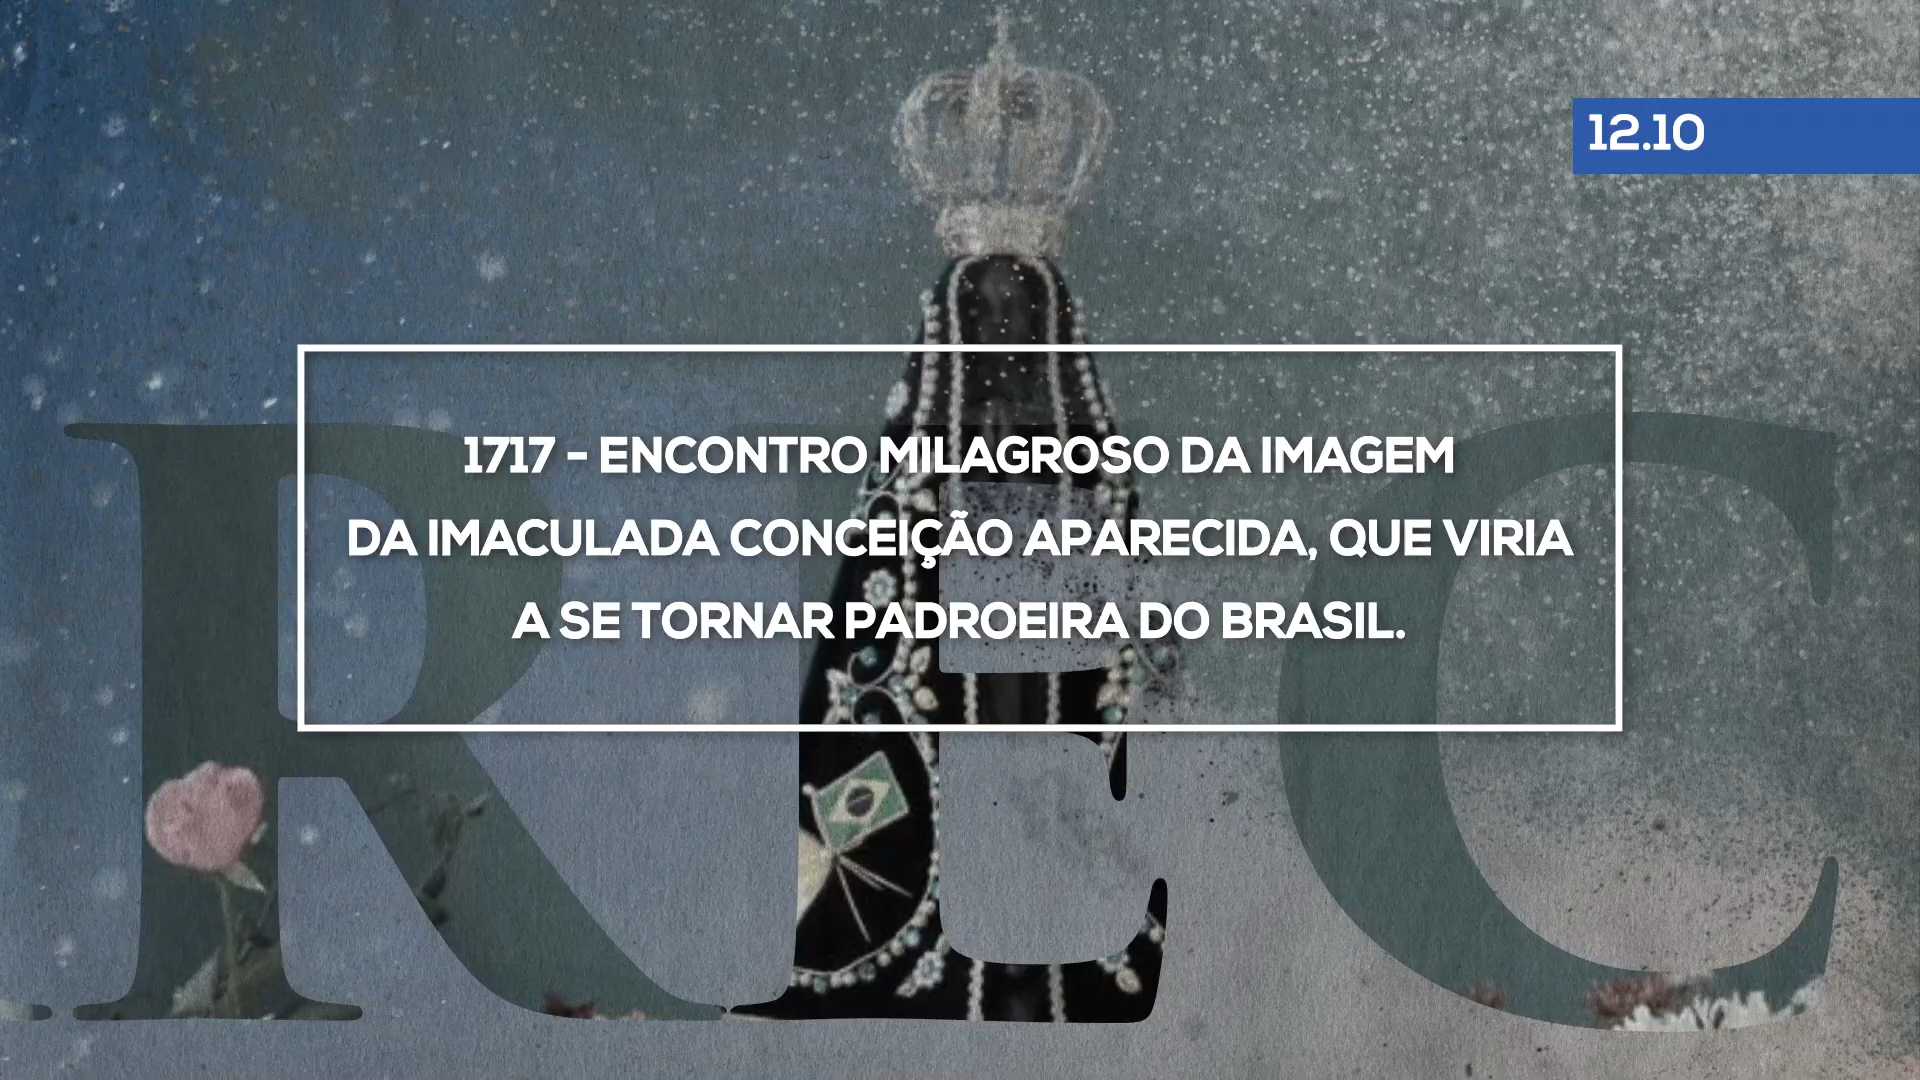 12.10
1717 - ENCONTRO MILAGROSO DA IMAGEM
DA IMACULADA CONCEIÇÃO APARECIDA, QUE VIRIA
A SE TORNAR PADROEIRA DO BRASIL.
REC